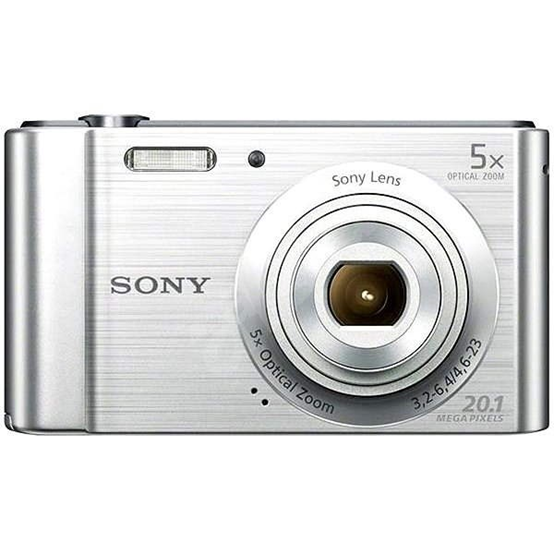 5x
OPTICAL ZOOM
Sony Lens
SONY
5x Optical Zoom
3,2-6,4/4,6-23
20.1
MEGA PIXELS